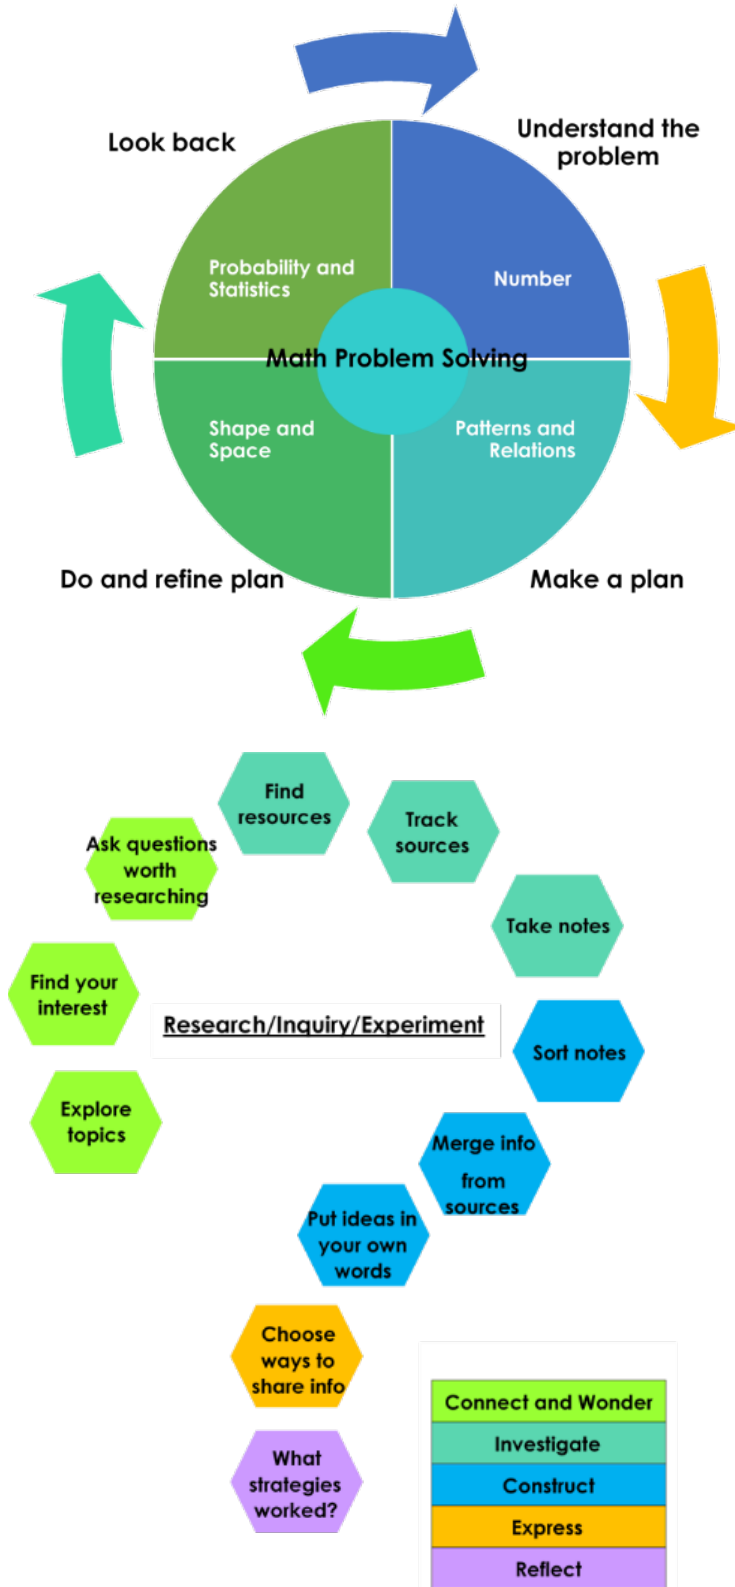 Look back
Understand the
problem
Probability and
Statistics
Number
Math Problem Solving
Shape and
Space
Patterns and
Relations
Do and refine plan
Make a plan
Find
resources
Track
sources
Ask questions
worth
researching
Take notes
Find your
interest
Research/Inquiry/Experiment
Sort notes
Explore
topics
Merge info
from
sources
Put ideas in
your own
words
Choose
ways to
share info
What
strategies
worked?
Connect and Wonder
Investigate
Construct
Express
Reflect